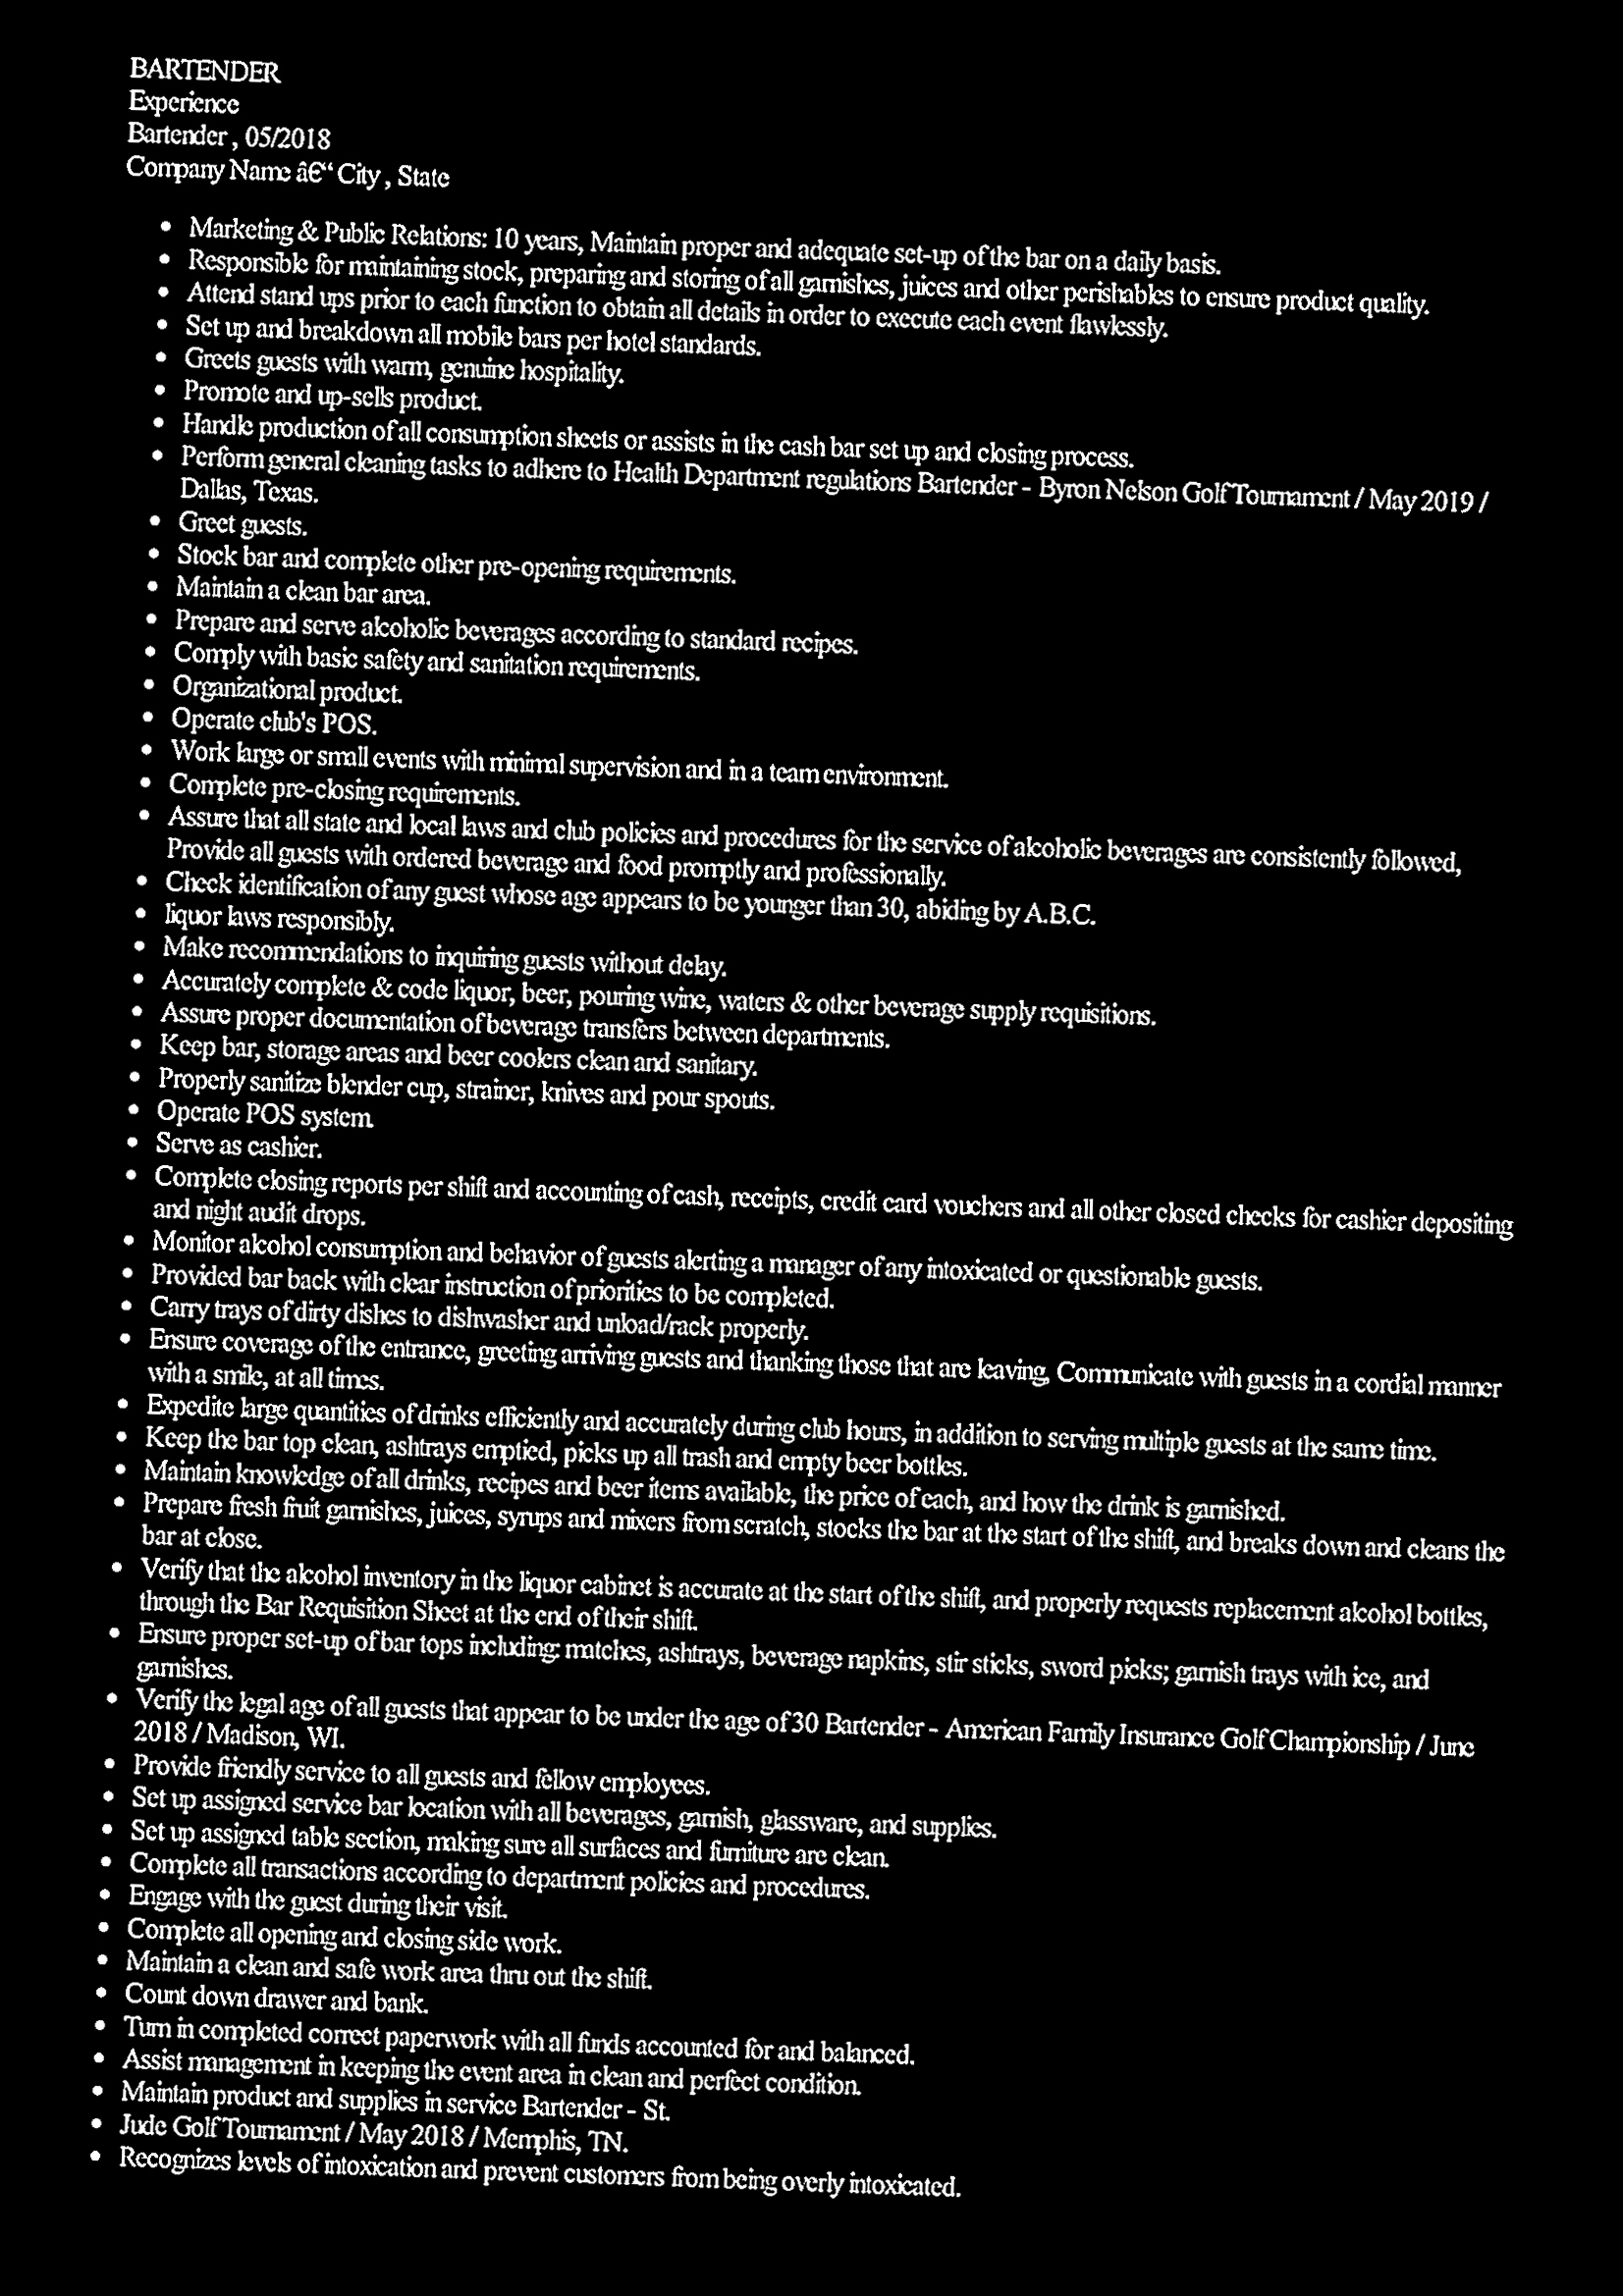 BARTENDER
Experience
Bartender , 05/2018
Company Name â€“ City , State
• Marketing & Public Relations: 10 years, Maintain proper and adequate set-up of the bar on a daily basis.
• Responsible for maintaining stock, preparing and storing of all garnishes, juices and other perishables to ensure product quality.
• Attend stand ups prior to each function to obtain all details in order to execute each event flawlessly.
• Set up and breakdown all mobile bars per hotel standards.
• Greets guests with warm, genuine hospitality.
• Promote and up-sells product.
• Handle production of all consumption sheets or assists in the cash bar set up and closing process.
• Perform general cleaning tasks to adhere to Health Department regulations Bartender - Byron Nelson Golf Tournament / May 2019 /
Dallas, Texas.
• Greet guests.
• Stock bar and complete other pre-opening requirements.
• Maintain a clean bar area.
• Prepare and serve alcoholic beverages according to standard recipes.
• Comply with basic safety and sanitation requirements.
• Organizational product.
• Operate club's POS.
• Work large or small events with minimal supervision and in a team environment.
• Complete pre-closing requirements.
• Assure that all state and local laws and club policies and procedures for the service of alcoholic beverages are consistently followed,
Provide all guests with ordered beverage and food promptly and professionally.
• Check identification of any guest whose age appears to be younger than 30, abiding by A.B.C.
• liquor laws responsibly.
• Make recommendations to inquiring guests without delay.
• Accurately complete & code liquor, beer, pouring wine, waters & other beverage supply requisitions.
• Assure proper documentation of beverage transfers between departments.
• Keep bar, storage areas and beer coolers clean and sanitary.
• Properly sanitize blender cup, strainer, knives and pour spouts.
• Operate POS system.
• Serve as cashier.
• Complete closing reports per shift and accounting of cash, receipts, credit card vouchers and all other closed checks for cashier depositing
and night audit drops.
• Monitor alcohol consumption and behavior of guests alerting a manager of any intoxicated or questionable guests.
• Provided bar back with clear instruction of priorities to be completed.
• Carry trays of dirty dishes to dishwasher and unload/rack properly.
• Ensure coverage of the entrance, greeting arriving guests and thanking those that are leaving, Communicate with guests in a cordial manner
with a smile, at all times.
• Expedite large quantities of drinks efficiently and accurately during club hours, in addition to serving multiple guests at the same time.
• Keep the bar top clean, ashtrays emptied, picks up all trash and empty beer bottles.
• Maintain knowledge of all drinks, recipes and beer items available, the price of each, and how the drink is garnished.
• Prepare fresh fruit garnishes, juices, syrups and mixers from scratch, stocks the bar at the start of the shift, and breaks down and cleans the
bar at close.
• Verify that the alcohol inventory in the liquor cabinet is accurate at the start of the shift, and properly requests replacement alcohol bottles,
through the Bar Requisition Sheet at the end of their shift.
• Ensure proper set-up of bar tops including: matches, ashtrays, beverage napkins, stir sticks, sword picks; garnish trays with ice, and
garnishes.
• Verify the legal age of all guests that appear to be under the age of 30 Bartender - American Family Insurance Golf Championship / June
2018 / Madison, WI.
• Provide friendly service to all guests and fellow employees.
• Set up assigned service bar location with all beverages, garnish, glassware, and supplies.
• Set up assigned table section, making sure all surfaces and furniture are clean.
• Complete all transactions according to department policies and procedures.
• Engage with the guest during their visit.
• Complete all opening and closing side work.
• Maintain a clean and safe work area thru out the shift.
• Count down drawer and bank.
• Turn in completed correct paperwork with all funds accounted for and balanced.
• Assist management in keeping the event area in clean and perfect condition.
• Maintain product and supplies in service Bartender - St.
• Jude Golf Tournament / May 2018 / Memphis, TN.
• Recognizes levels of intoxication and prevent customers from being overly intoxicated.